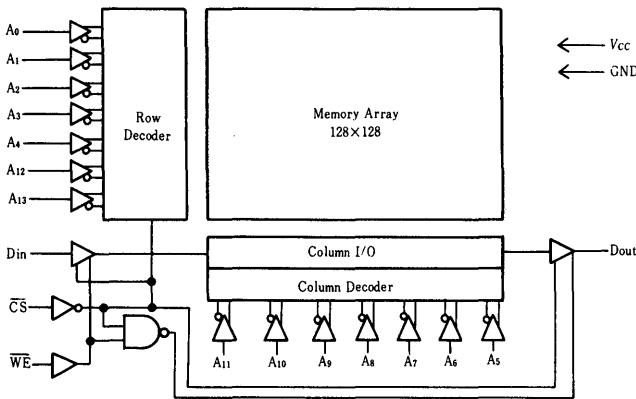 A0
A1
A2
A3
A4
A12
A13
Row
Decoder
Memory Array
128×128
VCC
GND
Din
Column I/O
Dout
Column Decoder
CS
WE
A11
A10
A9
A8
A7
A6
A5